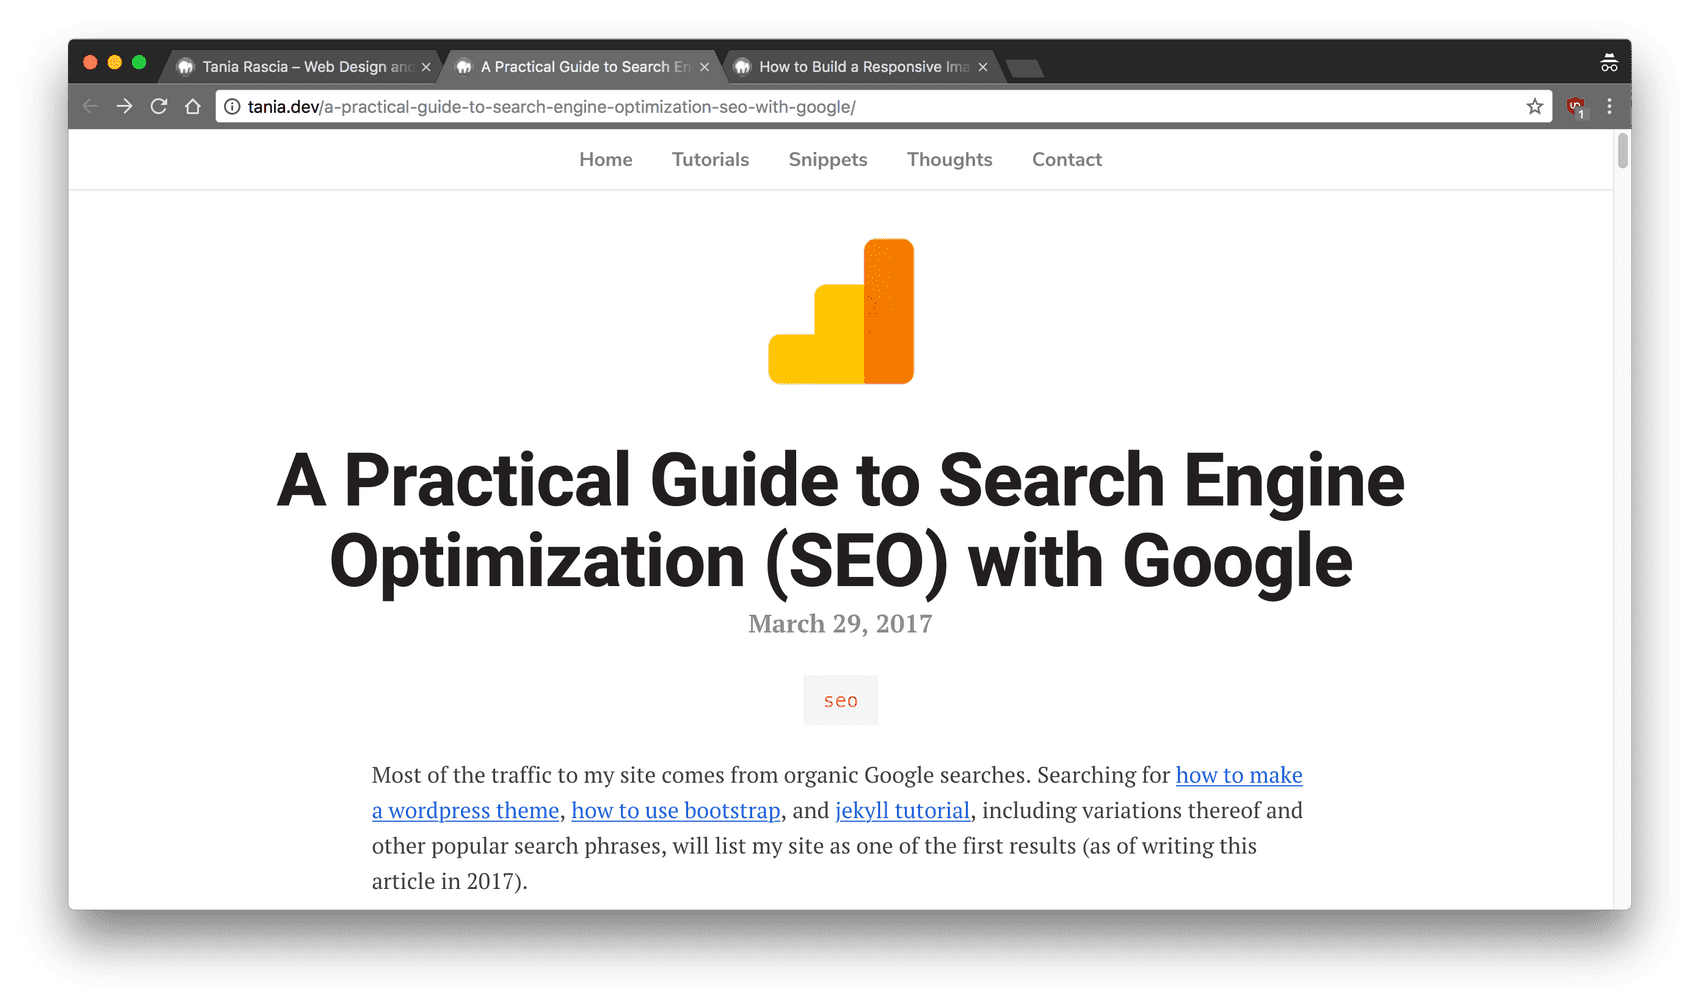 Tania Rascia – Web Design and
A Practical Guide to Search En
How to Build a Responsive Ima
tania.dev/a-practical-guide-to-search-engine-optimization-seo-with-google/
1
Home Tutorials Snippets Thoughts Contact
A Practical Guide to Search Engine
Optimization (SEO) with Google
March 29, 2017
seo
Most of the traffic to my site comes from organic Google searches. Searching for how to make
a wordpress theme, how to use bootstrap, and jekyll tutorial, including variations thereof and
other popular search phrases, will list my site as one of the first results (as of writing this
article in 2017).